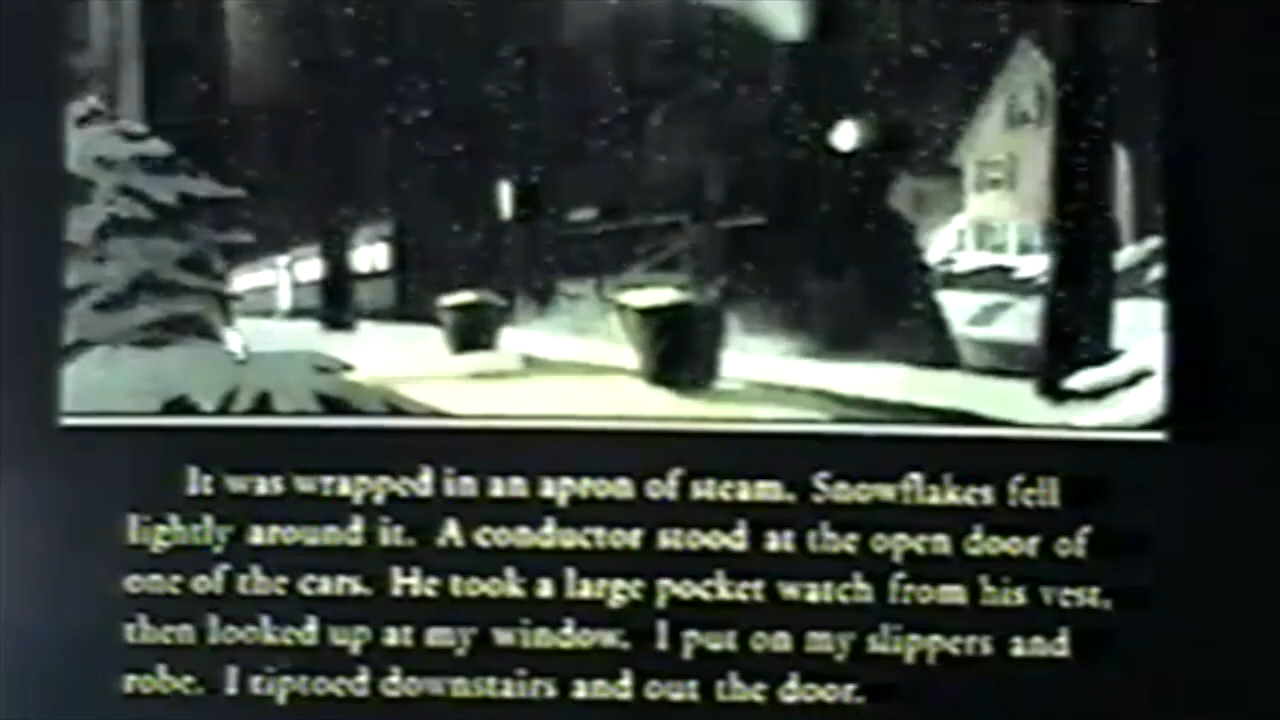 It was wrapped in an apron of steam. Snowflakes fell
lightly around it. A conductor stood at the open door of
one of the cars. He took a large pocket watch from his vest,
then looked up at my window. I put on my slippers and
robe. I tiptoed downstairs and out the door.